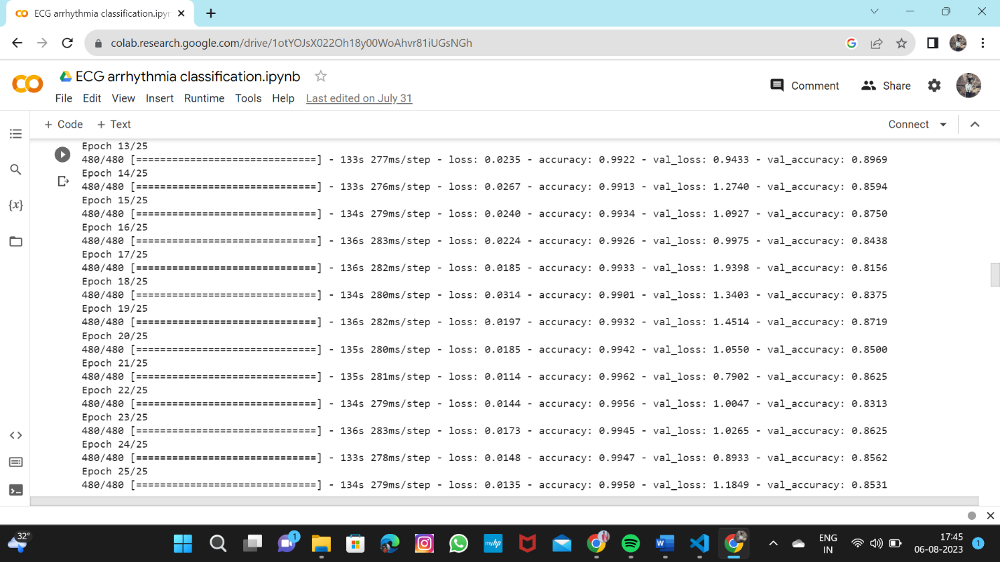 ECG arrhythmia classification.ipyn
colab.research.google.com/drive/1otYOJsX022Oh18y00WoAhvr81iUGsNGh
ECG arrhythmia classification.ipynb
Comment Share
File Edit View Insert Runtime Tools Help Last edited on July 31
+ Code + Text Connect
Epoch 13/25
480/480 [==============================] - 133s 277ms/step - loss: 0.0235 - accuracy: 0.9922 - val_loss: 0.9433 - val_accuracy: 0.8969
Epoch 14/25
480/480 [==============================] - 133s 276ms/step - loss: 0.0267 - accuracy: 0.9913 - val_loss: 1.2740 - val_accuracy: 0.8594
Epoch 15/25
480/480 [==============================] - 134s 279ms/step - loss: 0.0240 - accuracy: 0.9934 - val_loss: 1.0927 - val_accuracy: 0.8750
Epoch 16/25
480/480 [==============================] - 136s 283ms/step - loss: 0.0224 - accuracy: 0.9926 - val_loss: 0.9975 - val_accuracy: 0.8438
Epoch 17/25
480/480 [==============================] - 136s 282ms/step - loss: 0.0185 - accuracy: 0.9933 - val_loss: 1.9398 - val_accuracy: 0.8156
Epoch 18/25
480/480 [==============================] - 134s 280ms/step - loss: 0.0314 - accuracy: 0.9901 - val_loss: 1.3403 - val_accuracy: 0.8375
Epoch 19/25
480/480 [==============================] - 136s 282ms/step - loss: 0.0197 - accuracy: 0.9932 - val_loss: 1.4514 - val_accuracy: 0.8719
Epoch 20/25
480/480 [==============================] - 135s 280ms/step - loss: 0.0185 - accuracy: 0.9942 - val_loss: 1.0550 - val_accuracy: 0.8500
Epoch 21/25
480/480 [==============================] - 135s 281ms/step - loss: 0.0114 - accuracy: 0.9962 - val_loss: 0.7902 - val_accuracy: 0.8625
Epoch 22/25
480/480 [==============================] - 134s 279ms/step - loss: 0.0144 - accuracy: 0.9956 - val_loss: 1.0047 - val_accuracy: 0.8313
Epoch 23/25
480/480 [==============================] - 136s 283ms/step - loss: 0.0173 - accuracy: 0.9945 - val_loss: 1.0265 - val_accuracy: 0.8625
Epoch 24/25
480/480 [==============================] - 133s 278ms/step - loss: 0.0148 - accuracy: 0.9947 - val_loss: 0.8933 - val_accuracy: 0.8562
Epoch 25/25
480/480 [==============================] - 134s 279ms/step - loss: 0.0135 - accuracy: 0.9950 - val_loss: 1.1849 - val_accuracy: 0.8531
{x}
32°
1
myhp
W
ENG
IN
17:45
06-08-2023
1